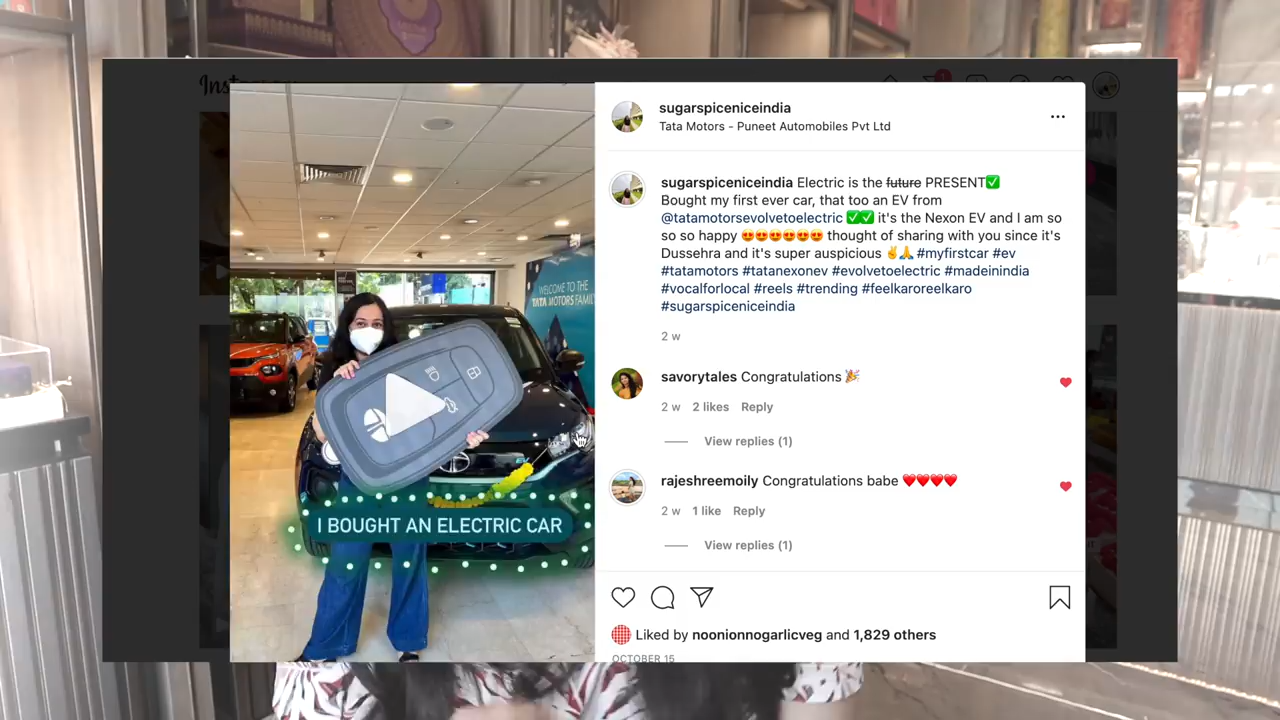 Inst
1
sugarspiceniceindia
Tata Motors - Puneet Automobiles Pvt Ltd
sugarspiceniceindia Electric is the future PRESENT✅
Bought my first ever car, that too an EV from
@tatamotorsevolvetoelectric ✅✅ it's the Nexon EV and I am so
so so happy 😍😍😍😍😍😍 thought of sharing with you since it's
Dussehra and it's super auspicious ✌🙏 #myfirstcar #ev
#tatamotors #tatanexonev #evolvetoelectric #madeinindia
#vocalforlocal #reels #trending #feelkaroreelkaro
#sugarspiceniceindia
2 w
savorytales Congratulations 🎉
2 w 2 likes Reply
View replies (1)
rajeshreemoily Congratulations babe ❤❤❤❤
2 w 1 like Reply
View replies (1)
Liked by noonionnogarlicveg and 1,829 others
OCTOBER 15
WELCOME TO THE
TATA MOTORS FAMILY
EV
I BOUGHT AN ELECTRIC CAR